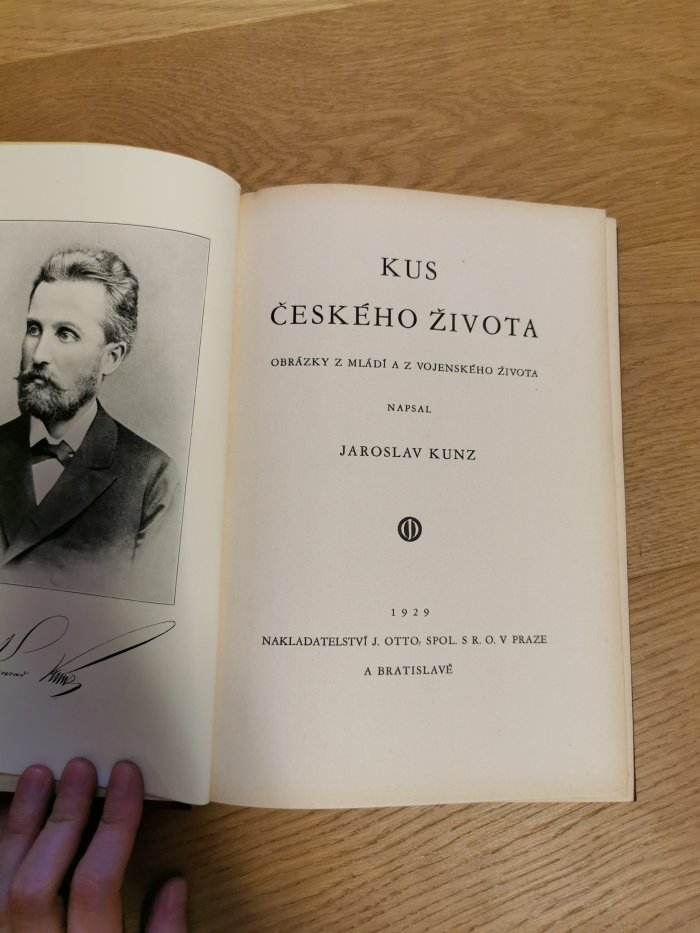 KUS
ČESKÉHO ŽIVOTA
OBRÁZKY Z MLÁDÍ A Z VOJENSKÉHO ŽIVOTA
NAPSAL
JAROSLAV KUNZ
1929
NAKLADATELSTVÍ J. OTTO, SPOL. S R. O. V PRAZE
A BRATISLAVĚ